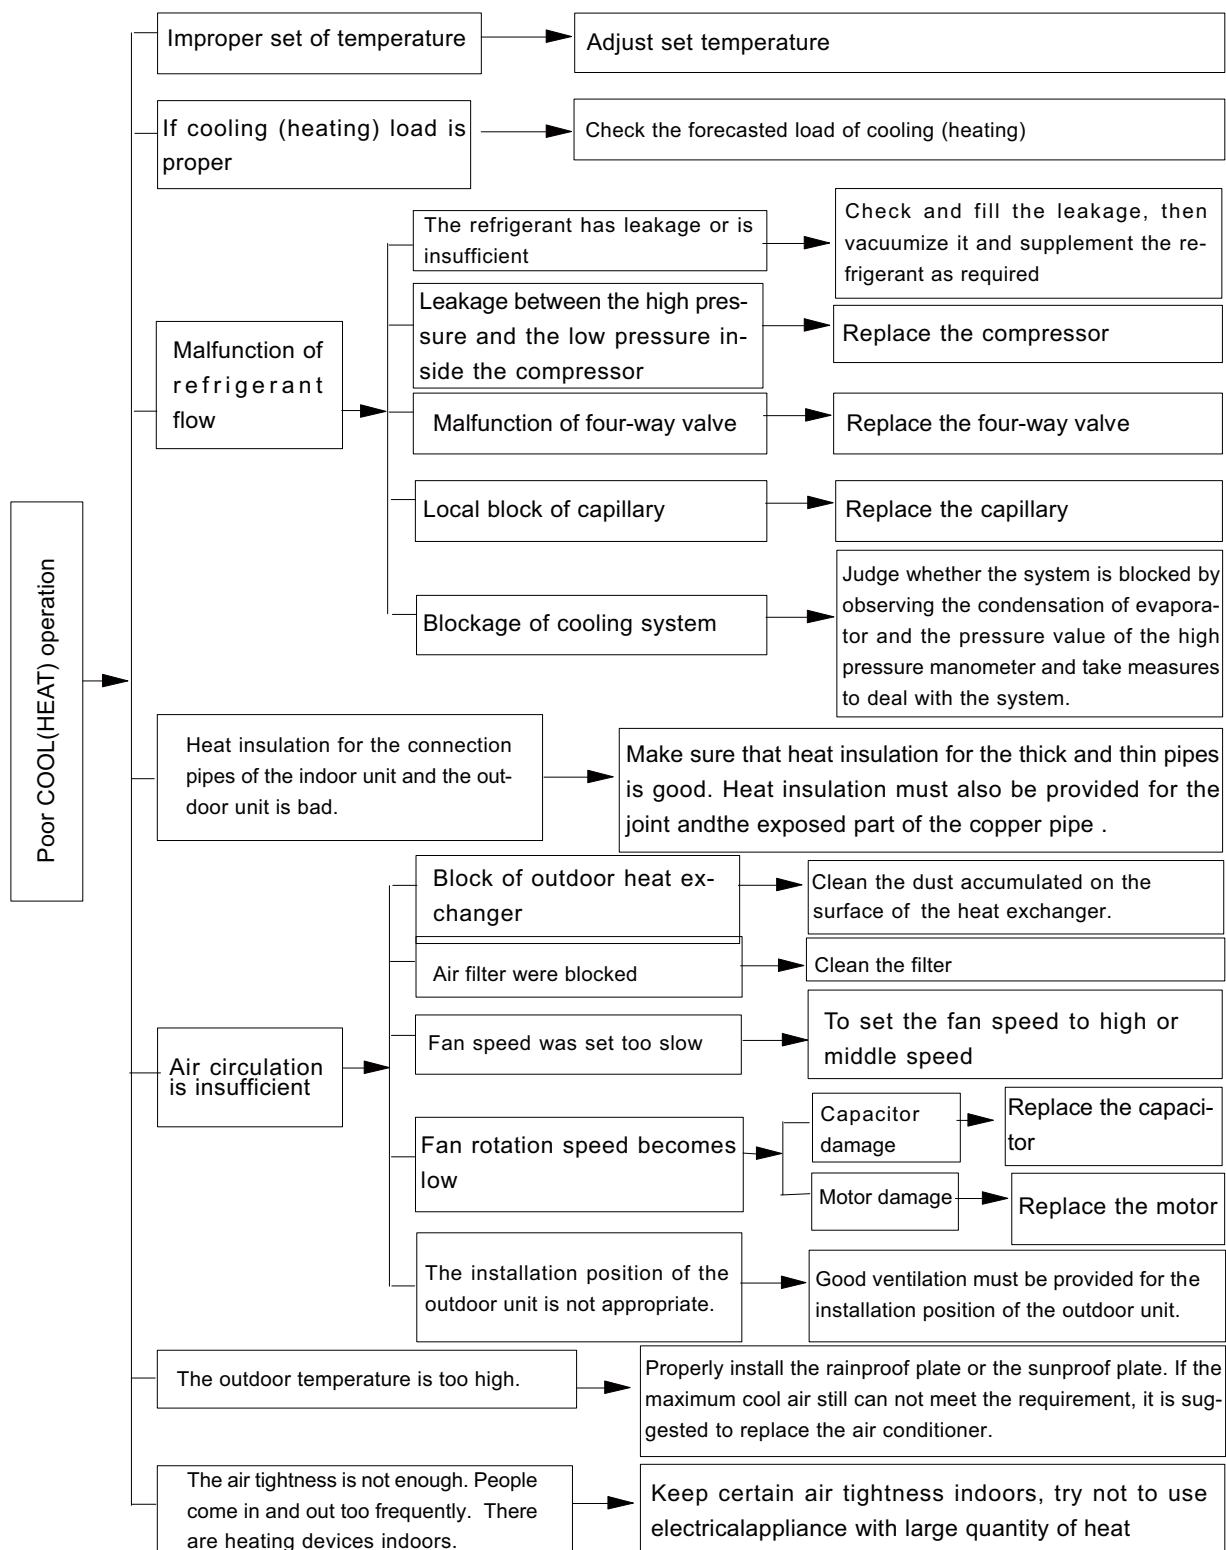 Poor COOL(HEAT) operation
Improper set of temperature
Adjust set temperature
If cooling (heating) load is
proper
Check the forecasted load of cooling (heating)
Malfunction of
refrigerant
flow
The refrigerant has leakage or is
insufficient
Check and fill the leakage, then
vacuumize it and supplement the re-
frigerant as required
Leakage between the high pres-
sure and the low pressure in-
side the compressor
Replace the compressor
Malfunction of four-way valve
Replace the four-way valve
Local block of capillary
Replace the capillary
Blockage of cooling system
Judge whether the system is blocked by
observing the condensation of evapora-
tor and the pressure value of the high
pressure manometer and take measures
to deal with the system.
Heat insulation for the connection
pipes of the indoor unit and the out-
door unit is bad.
Make sure that heat insulation for the thick and thin pipes
is good. Heat insulation must also be provided for the
joint andthe exposed part of the copper pipe .
Air circulation
is insufficient
Block of outdoor heat ex-
changer
Clean the dust accumulated on the
surface of the heat exchanger.
Air filter were blocked
Clean the filter
Fan speed was set too slow
To set the fan speed to high or
middle speed
Fan rotation speed becomes
low
Capacitor
damage
Replace the capaci-
tor
Motor damage
Replace the motor
The installation position of the
outdoor unit is not appropriate.
Good ventilation must be provided for the
installation position of the outdoor unit.
The outdoor temperature is too high.
Properly install the rainproof plate or the sunproof plate. If the
maximum cool air still can not meet the requirement, it is sug-
gested to replace the air conditioner.
The air tightness is not enough. People
come in and out too frequently. There
are heating devices indoors.
Keep certain air tightness indoors, try not to use
electricalappliance with large quantity of heat